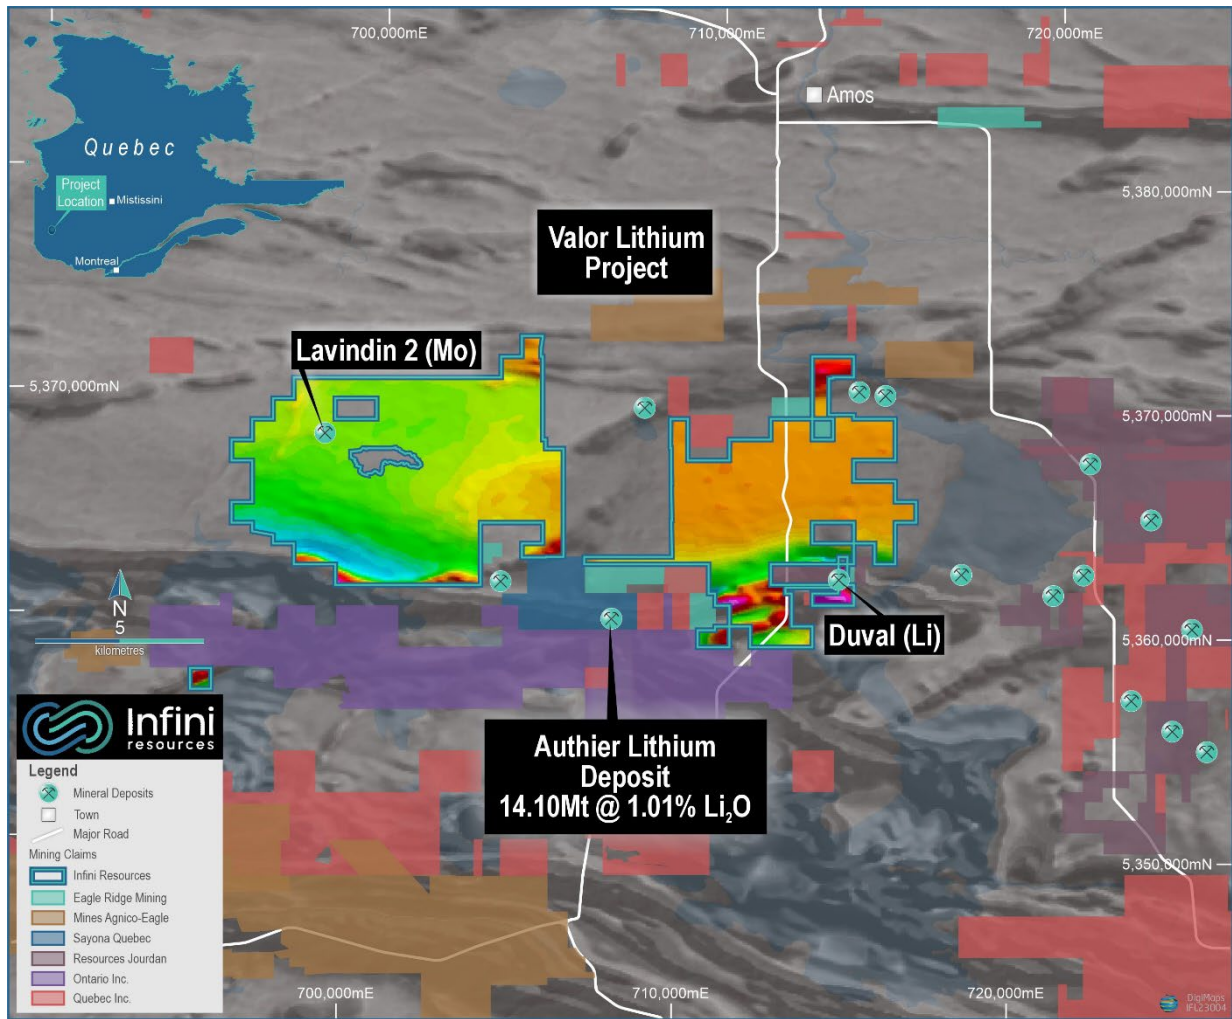 700,000mE
710,000mE
720,000mE
Amos
Quebec
Project
Location
Mistissini
Montreal
5,380,000mN
Valor Lithium
Project
Lavindin 2 (Mo)
5,370,000mN
5,370,000mN
N
5
kilometres
Duval (Li)
5,360,000mN
Infini
resources
Authier Lithium
Deposit
14.10Mt @ 1.01% Li₂O
Legend
Mineral Deposits
Town
Major Road
Mining Claims
Infini Resources
Eagle Ridge Mining
Mines Agnico-Eagle
Sayona Quebec
Resources Jourdan
Ontario Inc.
Quebec Inc.
5,350,000mN
700,000mE
710,000mE
720,000mE
DigiMaps
IFL23004